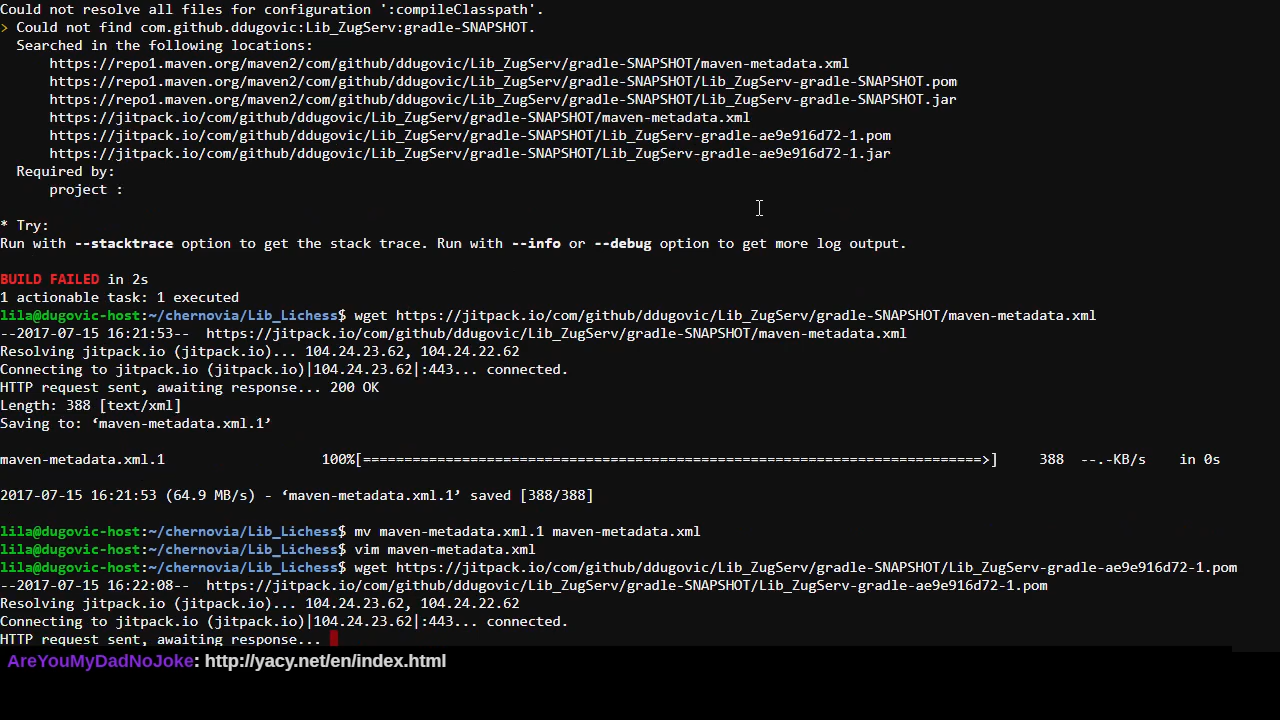 Could not resolve all files for configuration ':compileClasspath'.
> Could not find com.github.ddugovic:Lib_ZugServ:gradle-SNAPSHOT.
Searched in the following locations:
https://repo1.maven.org/maven2/com/github/ddugovic/Lib_ZugServ/gradle-SNAPSHOT/maven-metadata.xml
https://repo1.maven.org/maven2/com/github/ddugovic/Lib_ZugServ/gradle-SNAPSHOT/Lib_ZugServ-gradle-SNAPSHOT.pom
https://repo1.maven.org/maven2/com/github/ddugovic/Lib_ZugServ/gradle-SNAPSHOT/Lib_ZugServ-gradle-SNAPSHOT.jar
https://jitpack.io/com/github/ddugovic/Lib_ZugServ/gradle-SNAPSHOT/maven-metadata.xml
https://jitpack.io/com/github/ddugovic/Lib_ZugServ/gradle-SNAPSHOT/Lib_ZugServ-gradle-ae9e916d72-1.pom
https://jitpack.io/com/github/ddugovic/Lib_ZugServ/gradle-SNAPSHOT/Lib_ZugServ-gradle-ae9e916d72-1.jar
Required by:
project :
* Try:
Run with --stacktrace option to get the stack trace. Run with --info or --debug option to get more log output.
BUILD FAILED in 2s
1 actionable task: 1 executed
lila@dugovic-host:~/chernovia/Lib_Lichess$ wget https://jitpack.io/com/github/ddugovic/Lib_ZugServ/gradle-SNAPSHOT/maven-metadata.xml
--2017-07-15 16:21:53-- https://jitpack.io/com/github/ddugovic/Lib_ZugServ/gradle-SNAPSHOT/maven-metadata.xml
Resolving jitpack.io (jitpack.io)... 104.24.23.62, 104.24.22.62
Connecting to jitpack.io (jitpack.io)|104.24.23.62|:443... connected.
HTTP request sent, awaiting response... 200 OK
Length: 388 [text/xml]
Saving to: ‘maven-metadata.xml.1’
maven-metadata.xml.1 100%[===========================================================================>] 388 --.-KB/s in 0s
2017-07-15 16:21:53 (64.9 MB/s) - ‘maven-metadata.xml.1’ saved [388/388]
lila@dugovic-host:~/chernovia/Lib_Lichess$ mv maven-metadata.xml.1 maven-metadata.xml
lila@dugovic-host:~/chernovia/Lib_Lichess$ vim maven-metadata.xml
lila@dugovic-host:~/chernovia/Lib_Lichess$ wget https://jitpack.io/com/github/ddugovic/Lib_ZugServ/gradle-SNAPSHOT/Lib_ZugServ-gradle-ae9e916d72-1.pom
--2017-07-15 16:22:08-- https://jitpack.io/com/github/ddugovic/Lib_ZugServ/gradle-SNAPSHOT/Lib_ZugServ-gradle-ae9e916d72-1.pom
Resolving jitpack.io (jitpack.io)... 104.24.23.62, 104.24.22.62
Connecting to jitpack.io (jitpack.io)|104.24.23.62|:443... connected.
HTTP request sent, awaiting response...
AreYouMyDadNoJoke: http://yacy.net/en/index.html